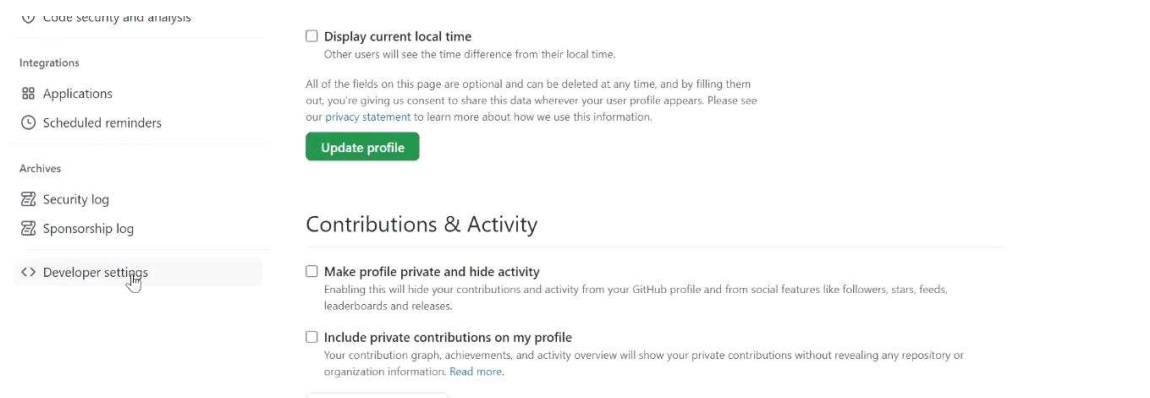 Code security and analysis
Integrations
Applications
Scheduled reminders
Archives
Security log
Sponsorship log
Developer settings
Display current local time
Other users will see the time difference from their local time.
All of the fields on this page are optional and can be deleted at any time, and by filling them
out, you're giving us consent to share this data wherever your user profile appears. Please see
our privacy statement to learn more about how we use this information.
Update profile
Contributions & Activity
Make profile private and hide activity
Enabling this will hide your contributions and activity from your GitHub profile and from social features like followers, stars, feeds,
leaderboards and releases.
Include private contributions on my profile
Your contribution graph, achievements, and activity overview will show your private contributions without revealing any repository or
organization information. Read more.